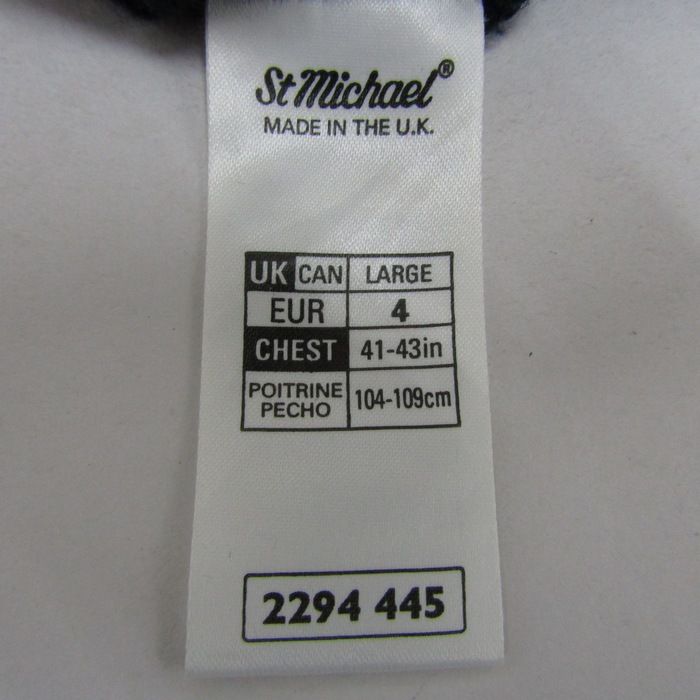 St Michael®
MADE IN THE U.K.
UK CAN LARGE
EUR 4
CHEST 41-43in
POITRINE
PECHO 104-109cm
2294 445